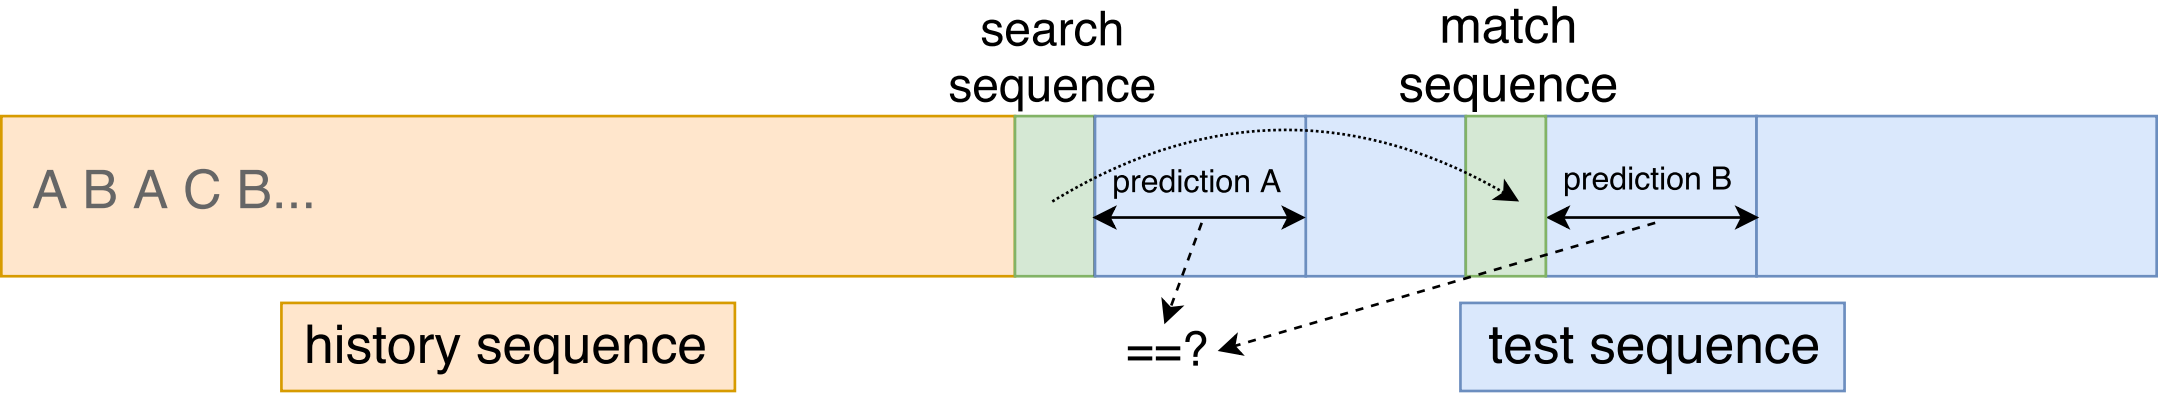 search
sequence
match
sequence
A B A C B...
prediction A
prediction B
==?
history sequence
test sequence